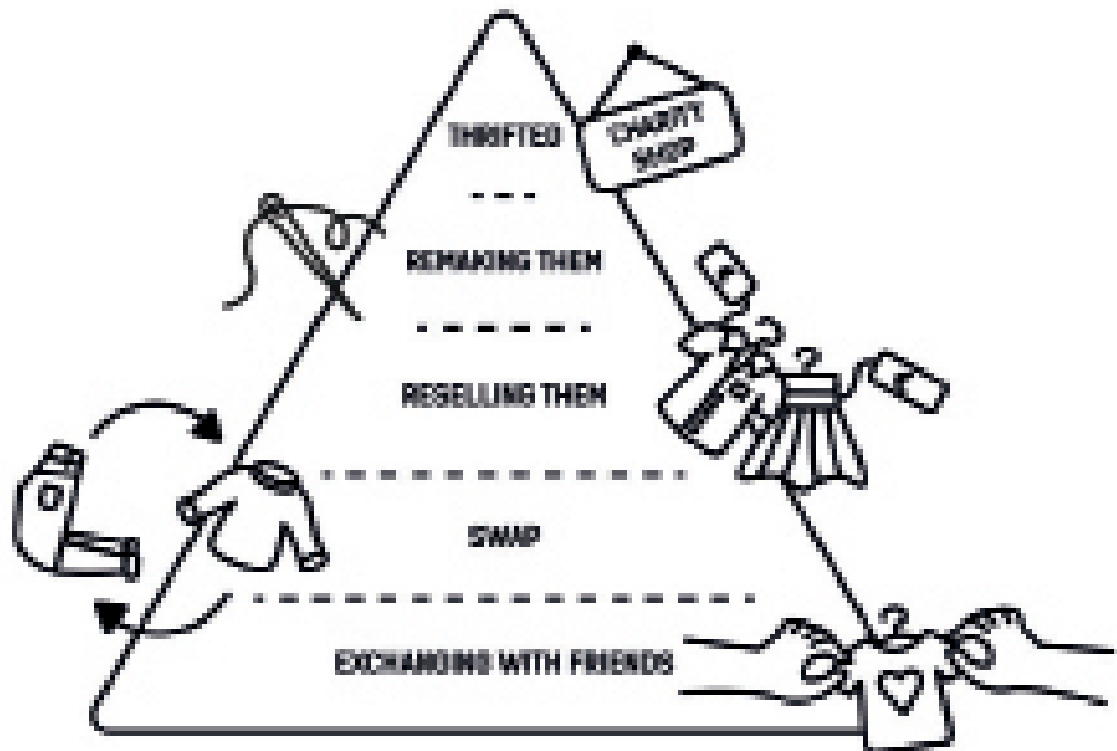 THRIFTED
CHARITY
SHOP
REMAKING THEM
RESELLING THEM
SWAP
EXCHANGING WITH FRIENDS